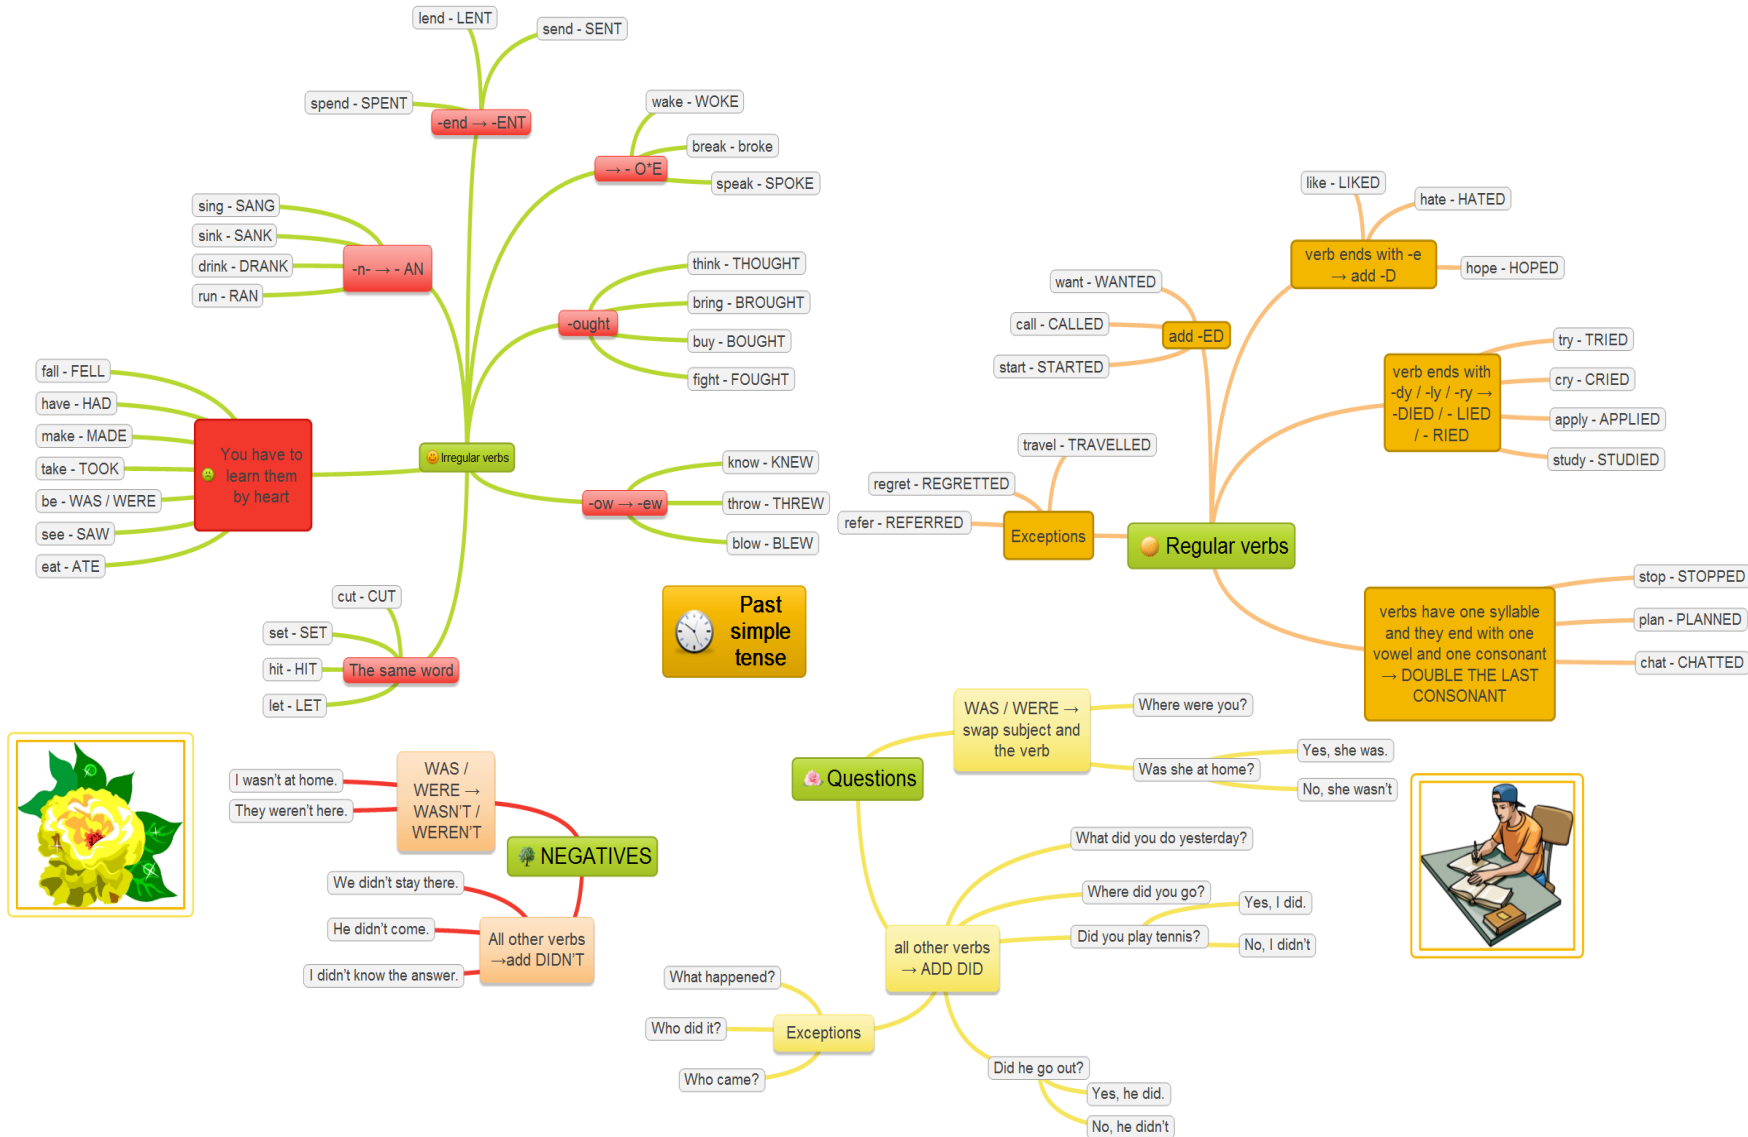 Past
simple
tense
Irregular verbs
-end → -ENT
lend - LENT
send - SENT
spend - SPENT
→ - O*E
wake - WOKE
break - broke
speak - SPOKE
-n- → - AN
sing - SANG
sink - SANK
drink - DRANK
run - RAN
-ought
think - THOUGHT
bring - BROUGHT
buy - BOUGHT
fight - FOUGHT
You have to
learn them
by heart
fall - FELL
have - HAD
make - MADE
take - TOOK
be - WAS / WERE
see - SAW
eat - ATE
-ow → -ew
know - KNEW
throw - THREW
blow - BLEW
The same word
cut - CUT
set - SET
hit - HIT
let - LET
Regular verbs
verb ends with -e
→ add -D
like - LIKED
hate - HATED
hope - HOPED
add -ED
want - WANTED
call - CALLED
start - STARTED
verb ends with
-dy / -ly / -ry →
-DIED / - LIED
/ - RIED
try - TRIED
cry - CRIED
apply - APPLIED
study - STUDIED
Exceptions
travel - TRAVELLED
regret - REGRETTED
refer - REFERRED
verbs have one syllable
and they end with one
vowel and one consonant
→ DOUBLE THE LAST
CONSONANT
stop - STOPPED
plan - PLANNED
chat - CHATTED
NEGATIVES
WAS /
WERE →
WASN'T /
WEREN'T
I wasn't at home.
They weren't here.
All other verbs
→add DIDN'T
We didn't stay there.
He didn't come.
I didn't know the answer.
Questions
WAS / WERE →
swap subject and
the verb
Where were you?
Was she at home?
Yes, she was.
No, she wasn't
all other verbs
→ ADD DID
What did you do yesterday?
Where did you go?
Did you play tennis?
Yes, I did.
No, I didn't
Did he go out?
Yes, he did.
No, he didn't
Exceptions
What happened?
Who did it?
Who came?